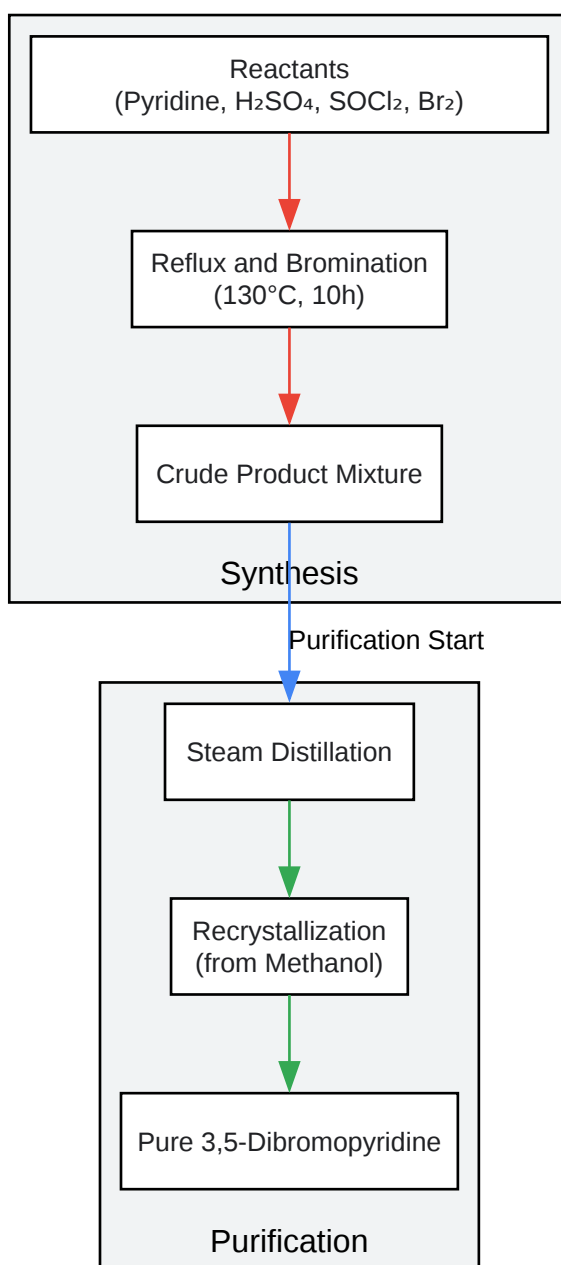 Reactants
(Pyridine, H₂SO₄, SOCl₂, Br₂)
Reflux and Bromination
(130°C, 10h)
Crude Product Mixture
Synthesis
Purification Start
Steam Distillation
Recrystallization
(from Methanol)
Pure 3,5-Dibromopyridine
Purification